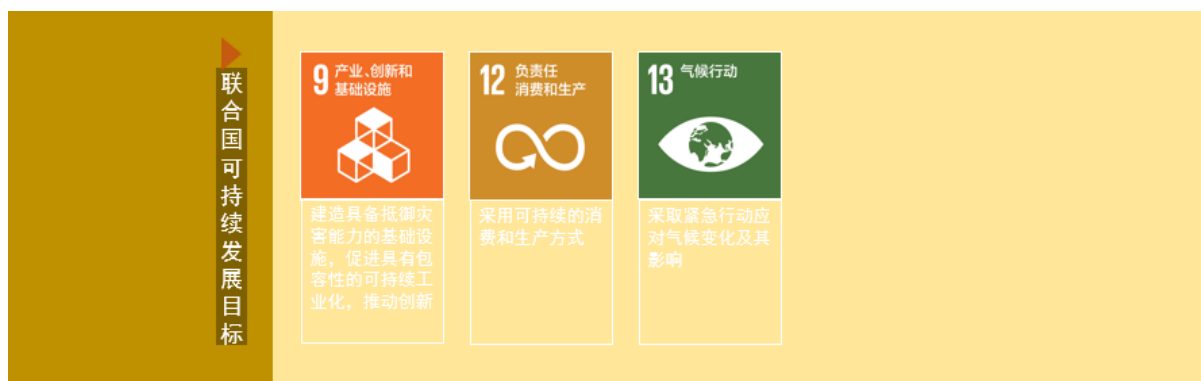 联合国可持续发展目标
9 产业、创新和
基础设施
建造具备抵御灾
害能力的基础设
施，促进具有包
容性的可持续工
业化，推动创新
12 负责任
消费和生产
采用可持续的消
费和生产方式
13 气候行动
采取紧急行动应
对气候变化及其
影响